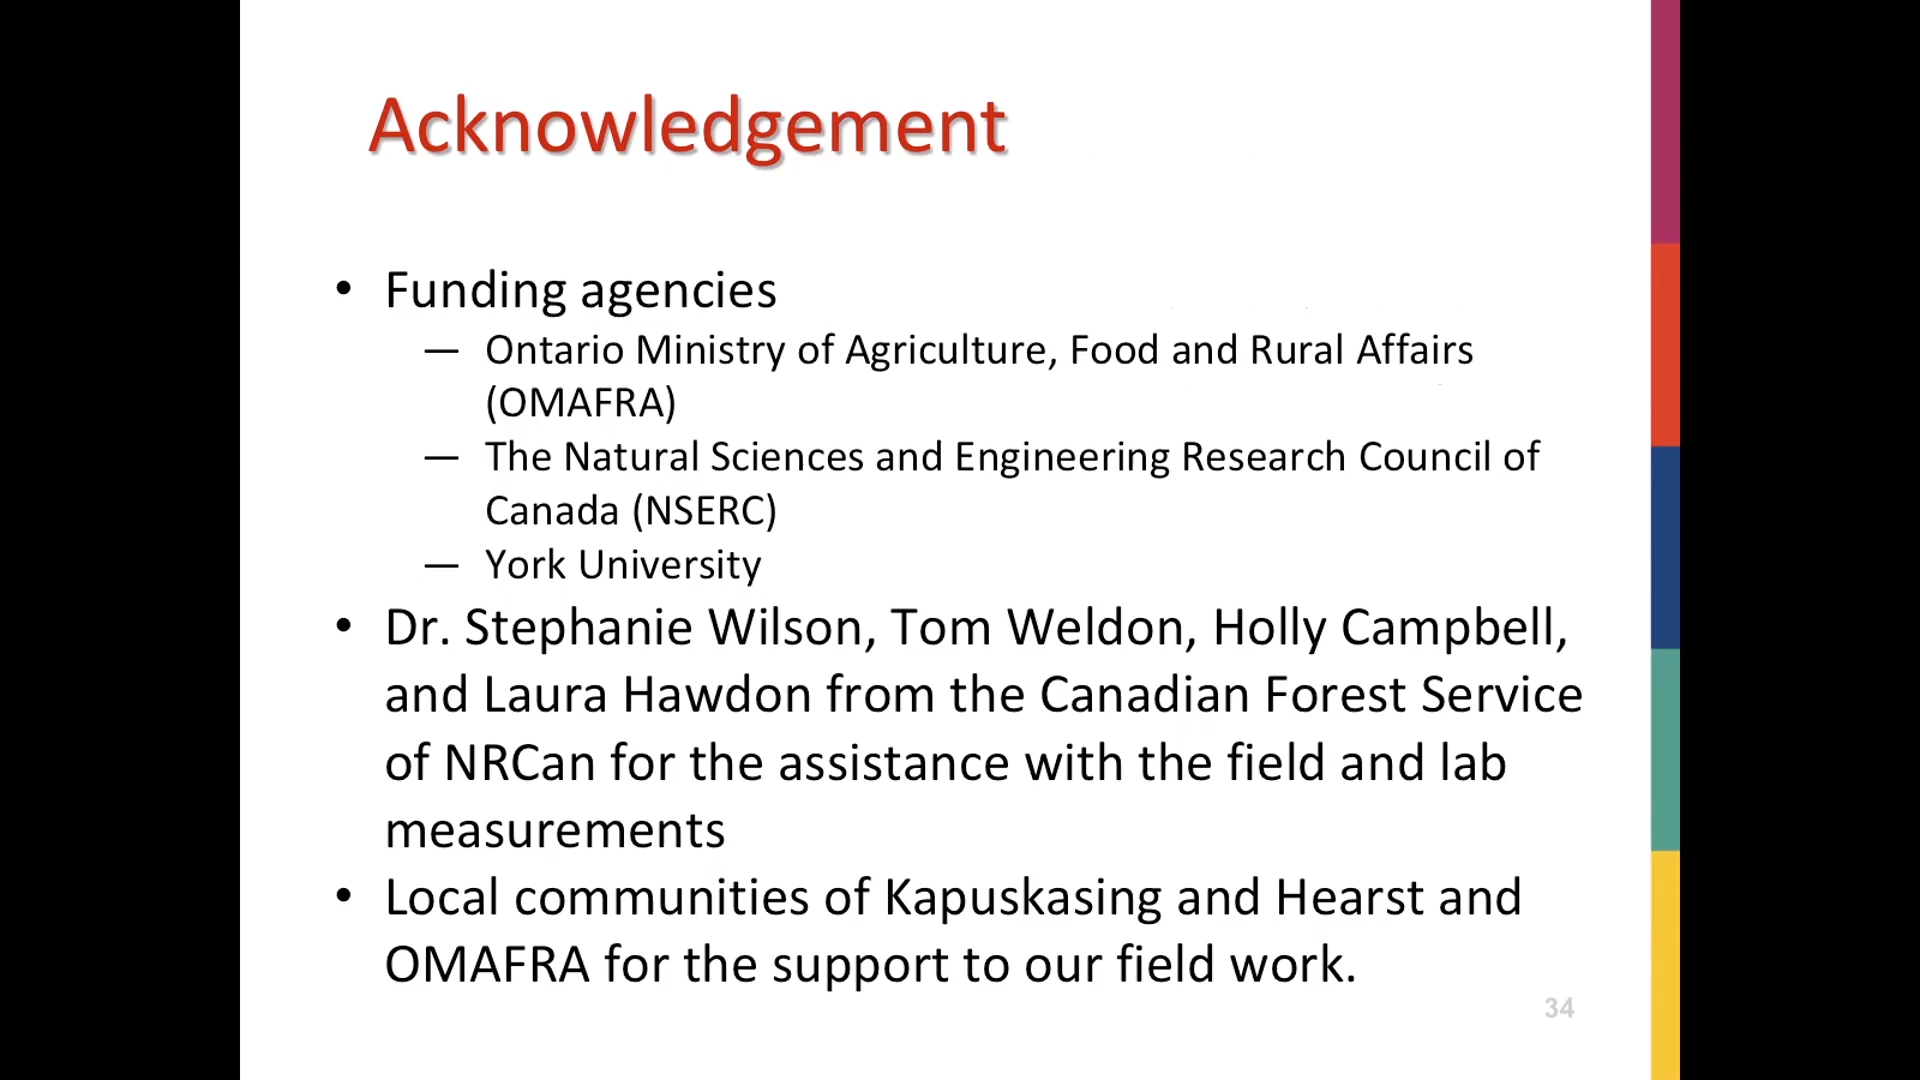 Acknowledgement
• Funding agencies
— Ontario Ministry of Agriculture, Food and Rural Affairs
(OMAFRA)
— The Natural Sciences and Engineering Research Council of
Canada (NSERC)
— York University
• Dr. Stephanie Wilson, Tom Weldon, Holly Campbell,
and Laura Hawdon from the Canadian Forest Service
of NRCan for the assistance with the field and lab
measurements
• Local communities of Kapuskasing and Hearst and
OMAFRA for the support to our field work.
34